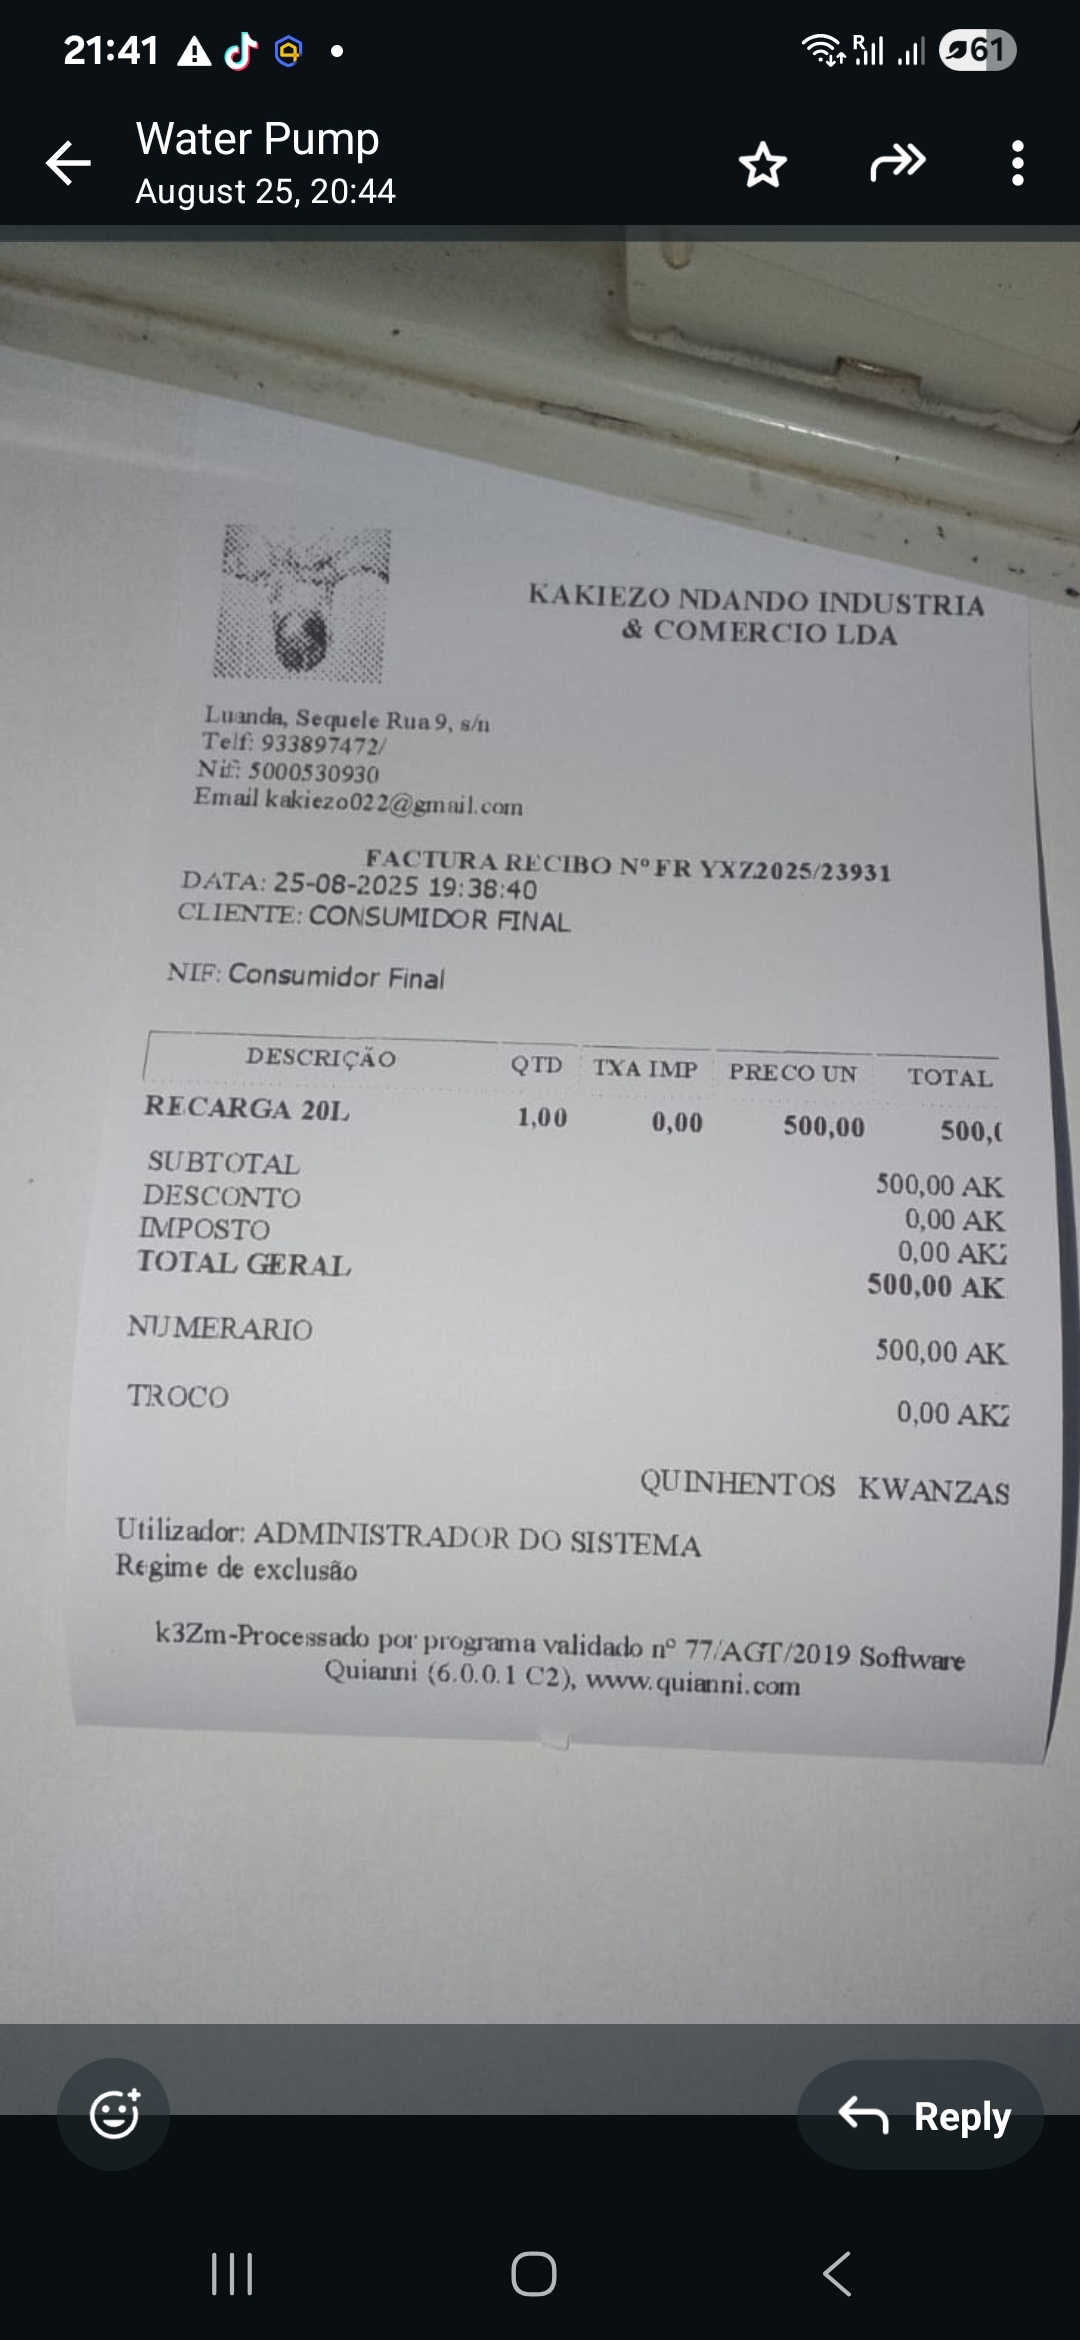 21:41
61
Water Pump
August 25, 20:44
KAKIEZO NDANDO INDUSTRIA
& COMERCIO LDA
Luanda, Sequele Rua 9, s/n
Telf: 933897472/
Nif: 5000530930
Email kakiezo022@gmail.com
FACTURA RECIBO Nº FR YXZ2025/23931
DATA: 25-08-2025 19:38:40
CLIENTE: CONSUMIDOR FINAL
NIF: Consumidor Final
DESCRIÇÃO QTD TXA IMP PRECO UN TOTAL
RECARGA 20L 1,00 0,00 500,00 500,(
SUBTOTAL 500,00 AK
DESCONTO 0,00 AK
IMPOSTO 0,00 AKZ
TOTAL GERAL 500,00 AK
NUMERARIO 500,00 AK
TROCO 0,00 AKZ
QUINHENTOS KWANZAS
Utilizador: ADMINISTRADOR DO SISTEMA
Regime de exclusão
k3Zm-Processado por programa validado nº 77/AGT/2019 Software
Quianni (6.0.0.1 C2), www.quianni.com
Reply